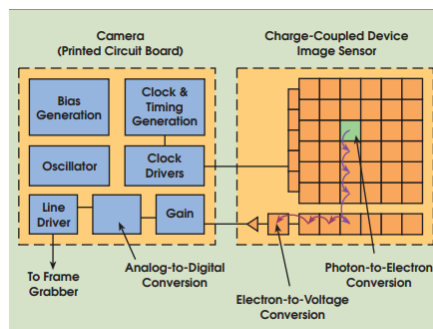 Camera
(Printed Circuit Board)
Charge-Coupled Device
Image Sensor
Bias
Generation
Clock &
Timing
Generation
Oscillator
Clock
Drivers
Line
Driver
Gain
To Frame
Grabber
Analog-to-Digital
Conversion
Electron-to-Voltage
Conversion
Photon-to-Electron
Conversion